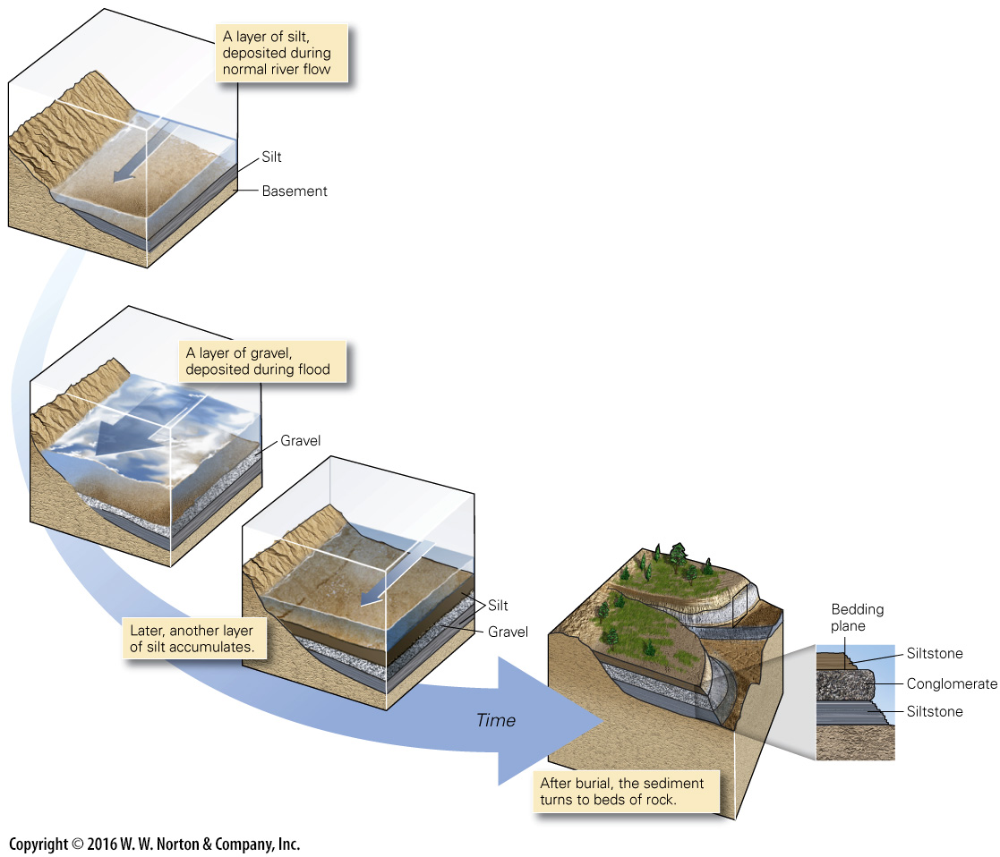 A layer of silt,
deposited during
normal river flow
Silt
Basement
A layer of gravel,
deposited during flood
Gravel
Later, another layer
of silt accumulates.
Silt
Gravel
Time
After burial, the sediment
turns to beds of rock.
Bedding
plane
Siltstone
Conglomerate
Siltstone
Copyright © 2016 W. W. Norton & Company, Inc.